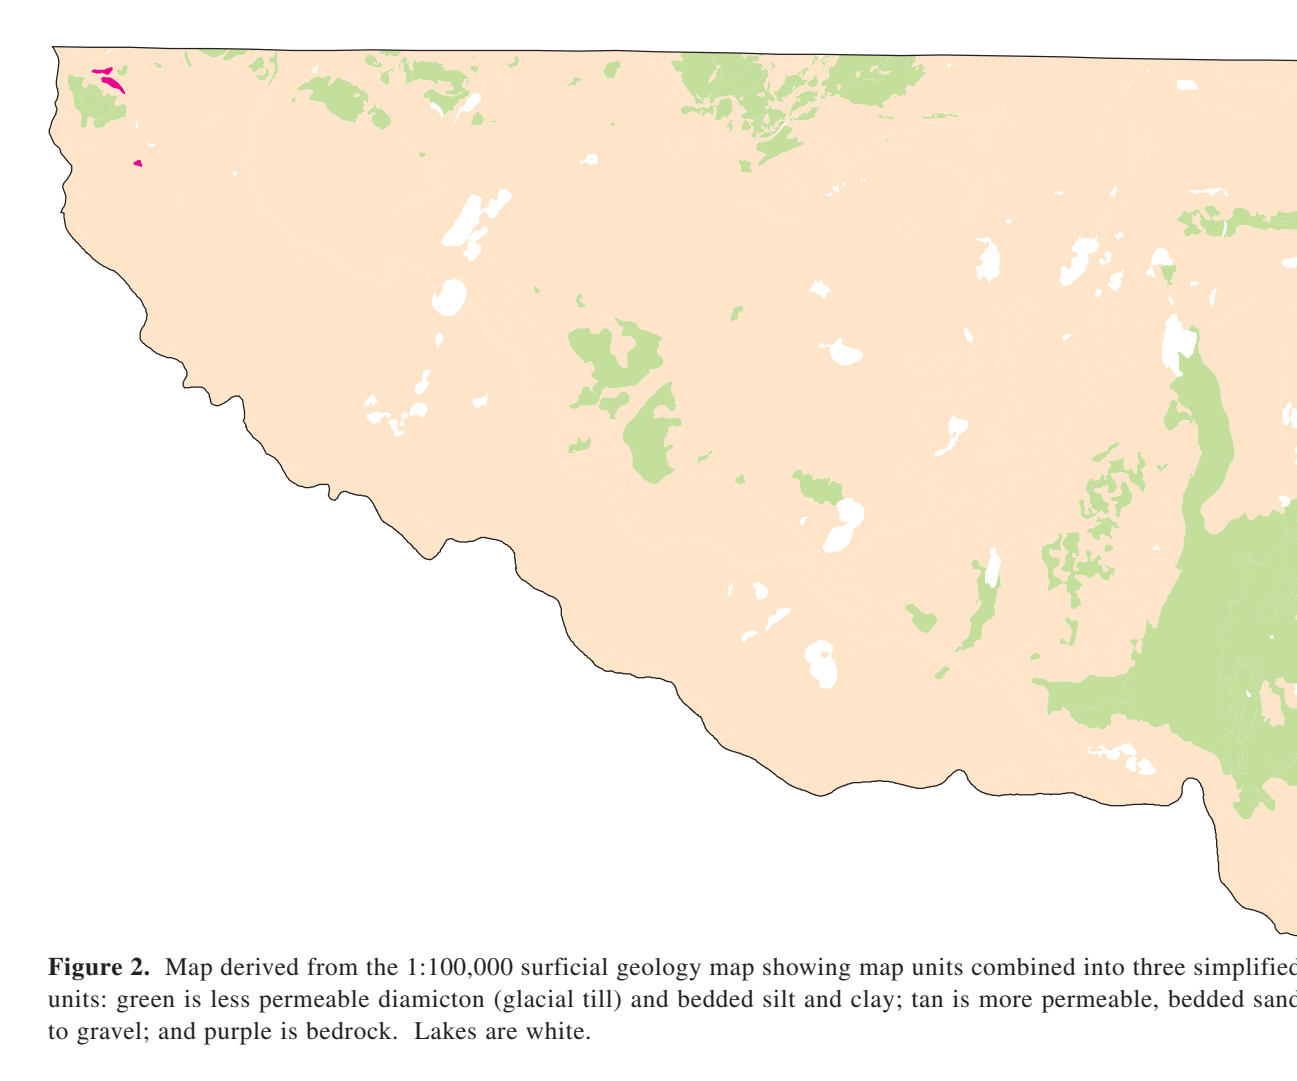 Figure 2. Map derived from the 1:100,000 surficial geology map showing map units combined into three simplified
units: green is less permeable diamicton (glacial till) and bedded silt and clay; tan is more permeable, bedded sand
to gravel; and purple is bedrock. Lakes are white.